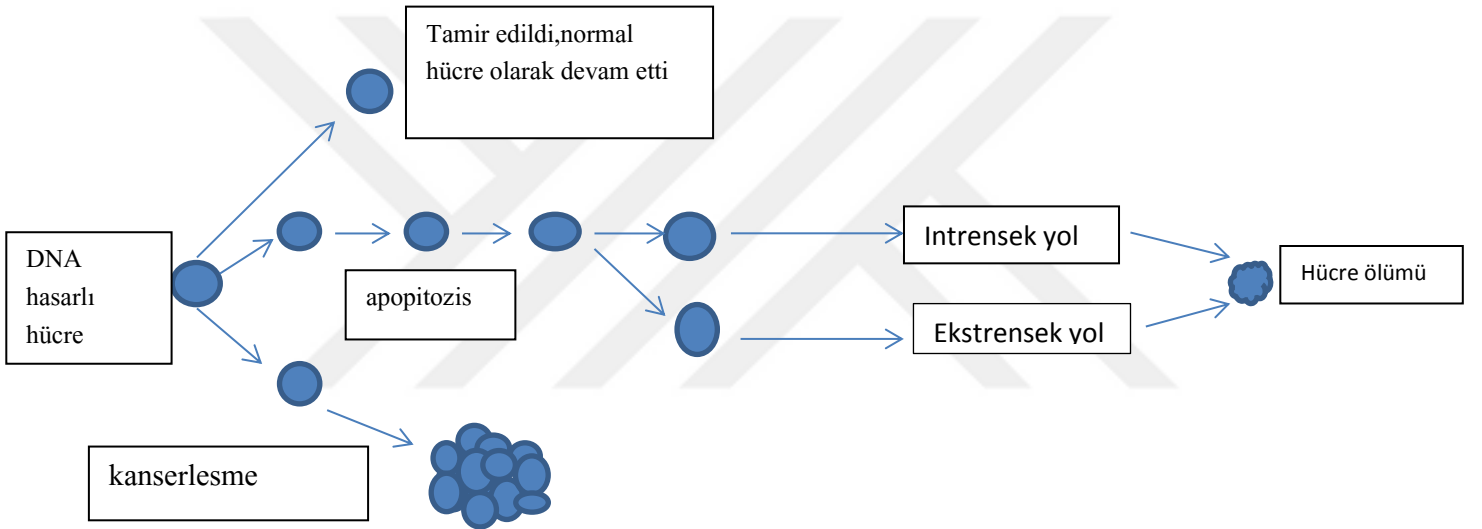 Tamir edildi,normal
hücre olarak devam etti
DNA
hasarlı
hücre
apopitozis
Intrensek yol
Ekstrensek yol
Hücre ölümü
kanserlesme